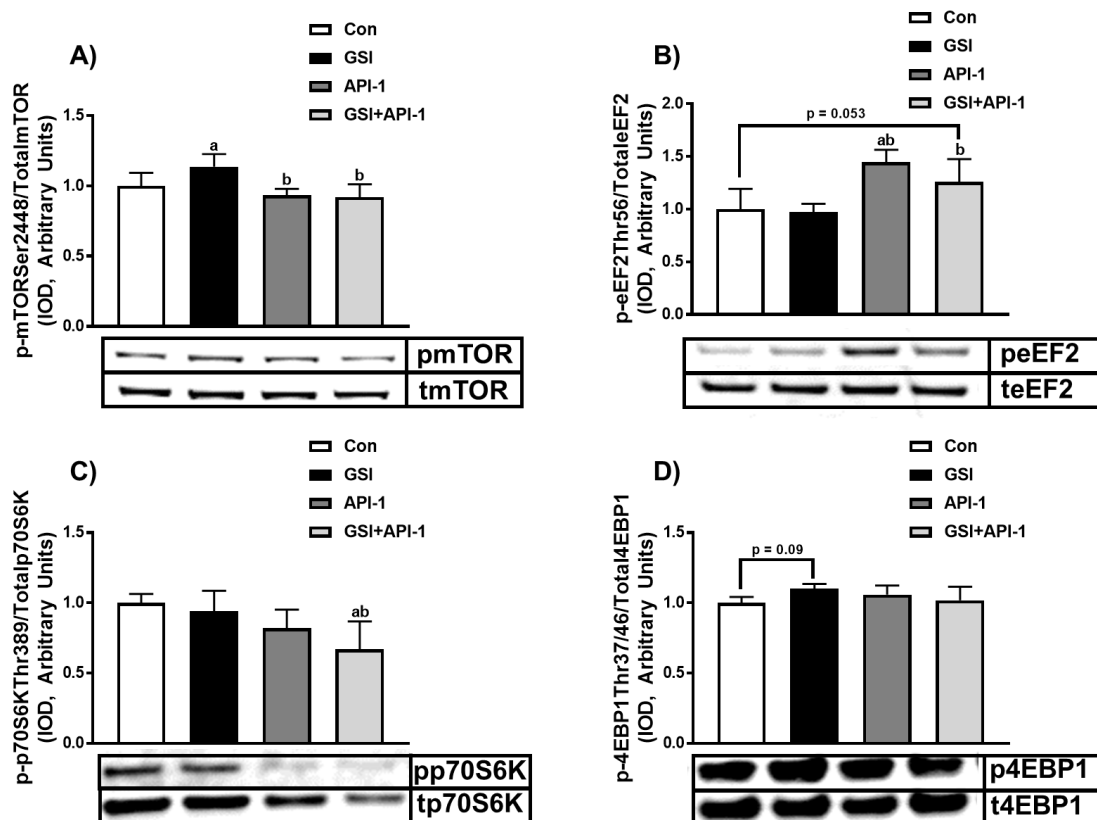 A)
Con
GSI
API-1
GSI+API-1
p-mTORSer2448/TotalmTOR
(IOD, Arbitrary Units)
1.5
1.0
0.5
0.0
a
b
b
pmTOR
tmTOR
B)
Con
GSI
API-1
GSI+API-1
p-eEF2Thr56/TotaleEF2
(IOD, Arbitrary Units)
2.0
1.5
1.0
0.5
0.0
p = 0.053
ab
b
peEF2
teEF2
C)
Con
GSI
API-1
GSI+API-1
p-p70S6KThr389/Totalp70S6K
(IOD, Arbitrary Units)
1.5
1.0
0.5
0.0
ab
pp70S6K
tp70S6K
D)
Con
GSI
API-1
GSI+API-1
p-4EBP1Thr37/46/Total4EBP1
(IOD, Arbitrary Units)
1.5
1.0
0.5
0.0
p = 0.09
p4EBP1
t4EBP1